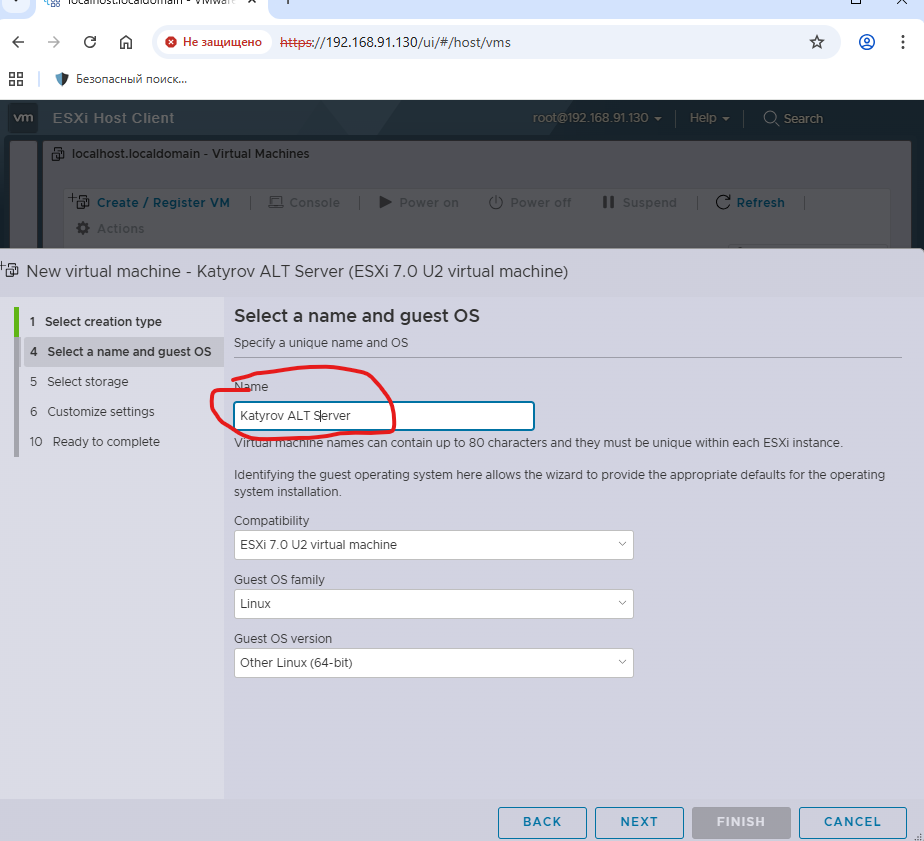 localhost.localdomain - VMware
Не защищено https://192.168.91.130/ui/#/host/vms
Безопасный поиск...
vm ESXi Host Client root@192.168.91.130 Help Search
localhost.localdomain - Virtual Machines
Create / Register VM Console Power on Power off Suspend Refresh
Actions
New virtual machine - Katyrov ALT Server (ESXi 7.0 U2 virtual machine)
1 Select creation type
4 Select a name and guest OS
5 Select storage
6 Customize settings
10 Ready to complete
Select a name and guest OS
Specify a unique name and OS
Name
Katyrov ALT Server
Virtual machine names can contain up to 80 characters and they must be unique within each ESXi instance.
Identifying the guest operating system here allows the wizard to provide the appropriate defaults for the operating
system installation.
Compatibility
ESXi 7.0 U2 virtual machine
Guest OS family
Linux
Guest OS version
Other Linux (64-bit)
BACK NEXT FINISH CANCEL